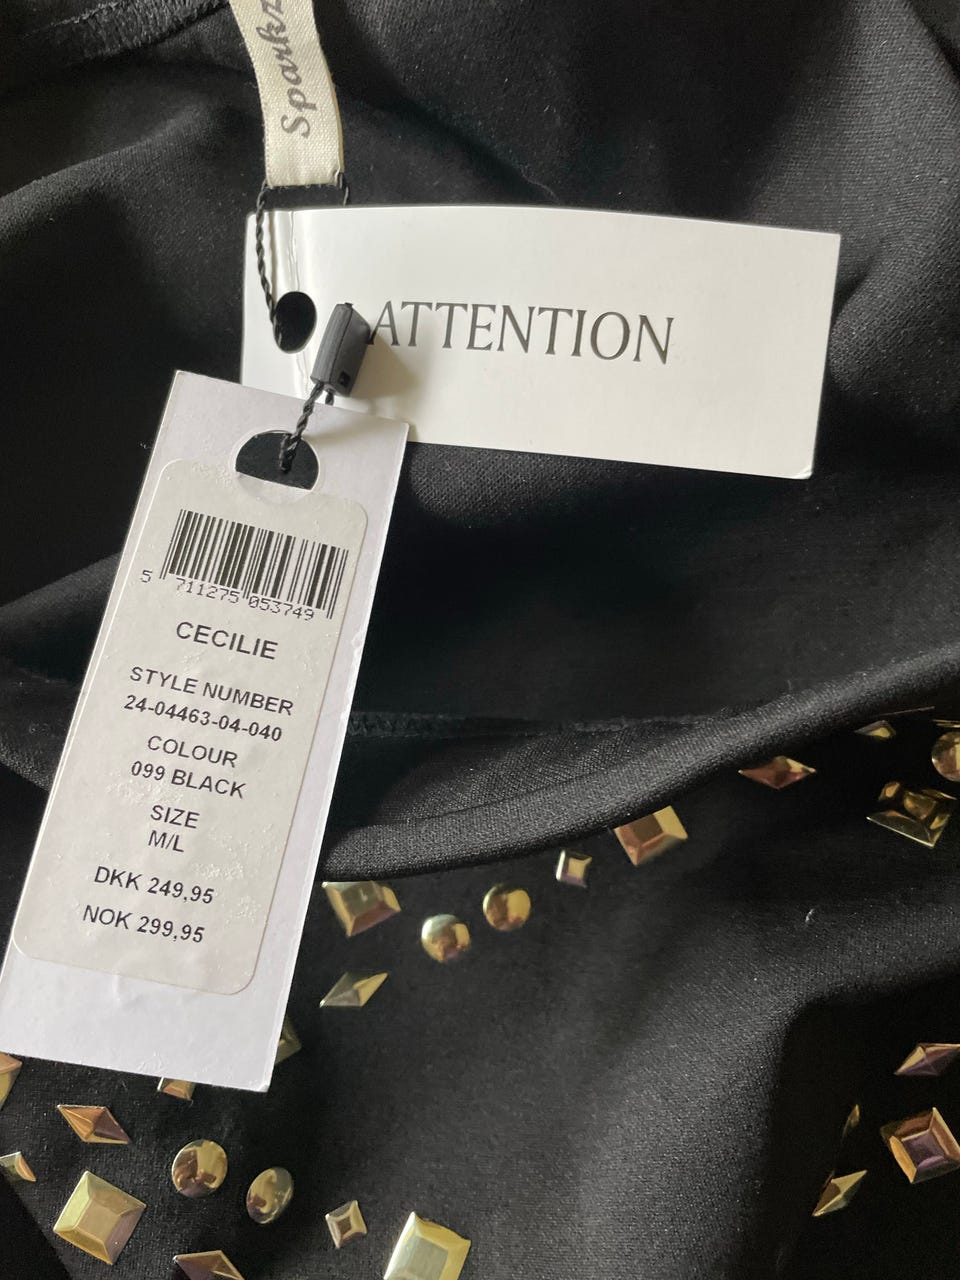 Sparkz
ATTENTION
5 711275 053749
CECILIE
STYLE NUMBER
24-04463-04-040
COLOUR
099 BLACK
SIZE
M/L
DKK 249,95
NOK 299,95